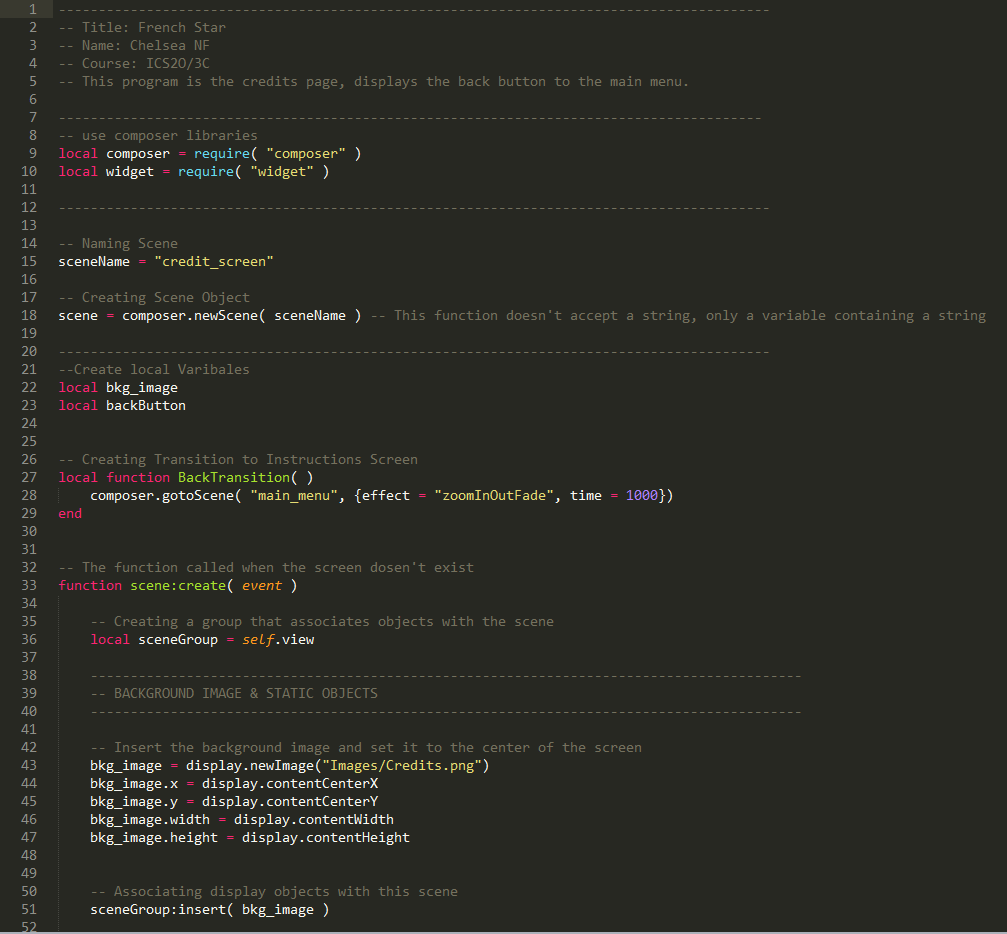 1 -----------------------------------------------------------------------------------------
2 -- Title: French Star
3 -- Name: Chelsea NF
4 -- Course: ICS2O/3C
5 -- This program is the credits page, displays the back button to the main menu.
6
7 ----------------------------------------------------------------------------------------
8 -- use composer libraries
9 local composer = require( "composer" )
10 local widget = require( "widget" )
11
12 -----------------------------------------------------------------------------------------
13
14 -- Naming Scene
15 sceneName = "credit_screen"
16
17 -- Creating Scene Object
18 scene = composer.newScene( sceneName ) -- This function doesn't accept a string, only a variable containing a string
19
20 -----------------------------------------------------------------------------------------
21 --Create local Varibales
22 local bkg_image
23 local backButton
24
25
26 -- Creating Transition to Instructions Screen
27 local function BackTransition( )
28     composer.gotoScene( "main_menu", {effect = "zoomInOutFade", time = 1000})
29 end
30
31
32 -- The function called when the screen dosen't exist
33 function scene:create( event )
34
35     -- Creating a group that associates objects with the scene
36     local sceneGroup = self.view
37
38     -----------------------------------------------------------------------------------------
39     -- BACKGROUND IMAGE & STATIC OBJECTS
40     -----------------------------------------------------------------------------------------
41
42     -- Insert the background image and set it to the center of the screen
43     bkg_image = display.newImage("Images/Credits.png")
44     bkg_image.x = display.contentCenterX
45     bkg_image.y = display.contentCenterY
46     bkg_image.width = display.contentWidth
47     bkg_image.height = display.contentHeight
48
49
50     -- Associating display objects with this scene
51     sceneGroup:insert( bkg_image )
52